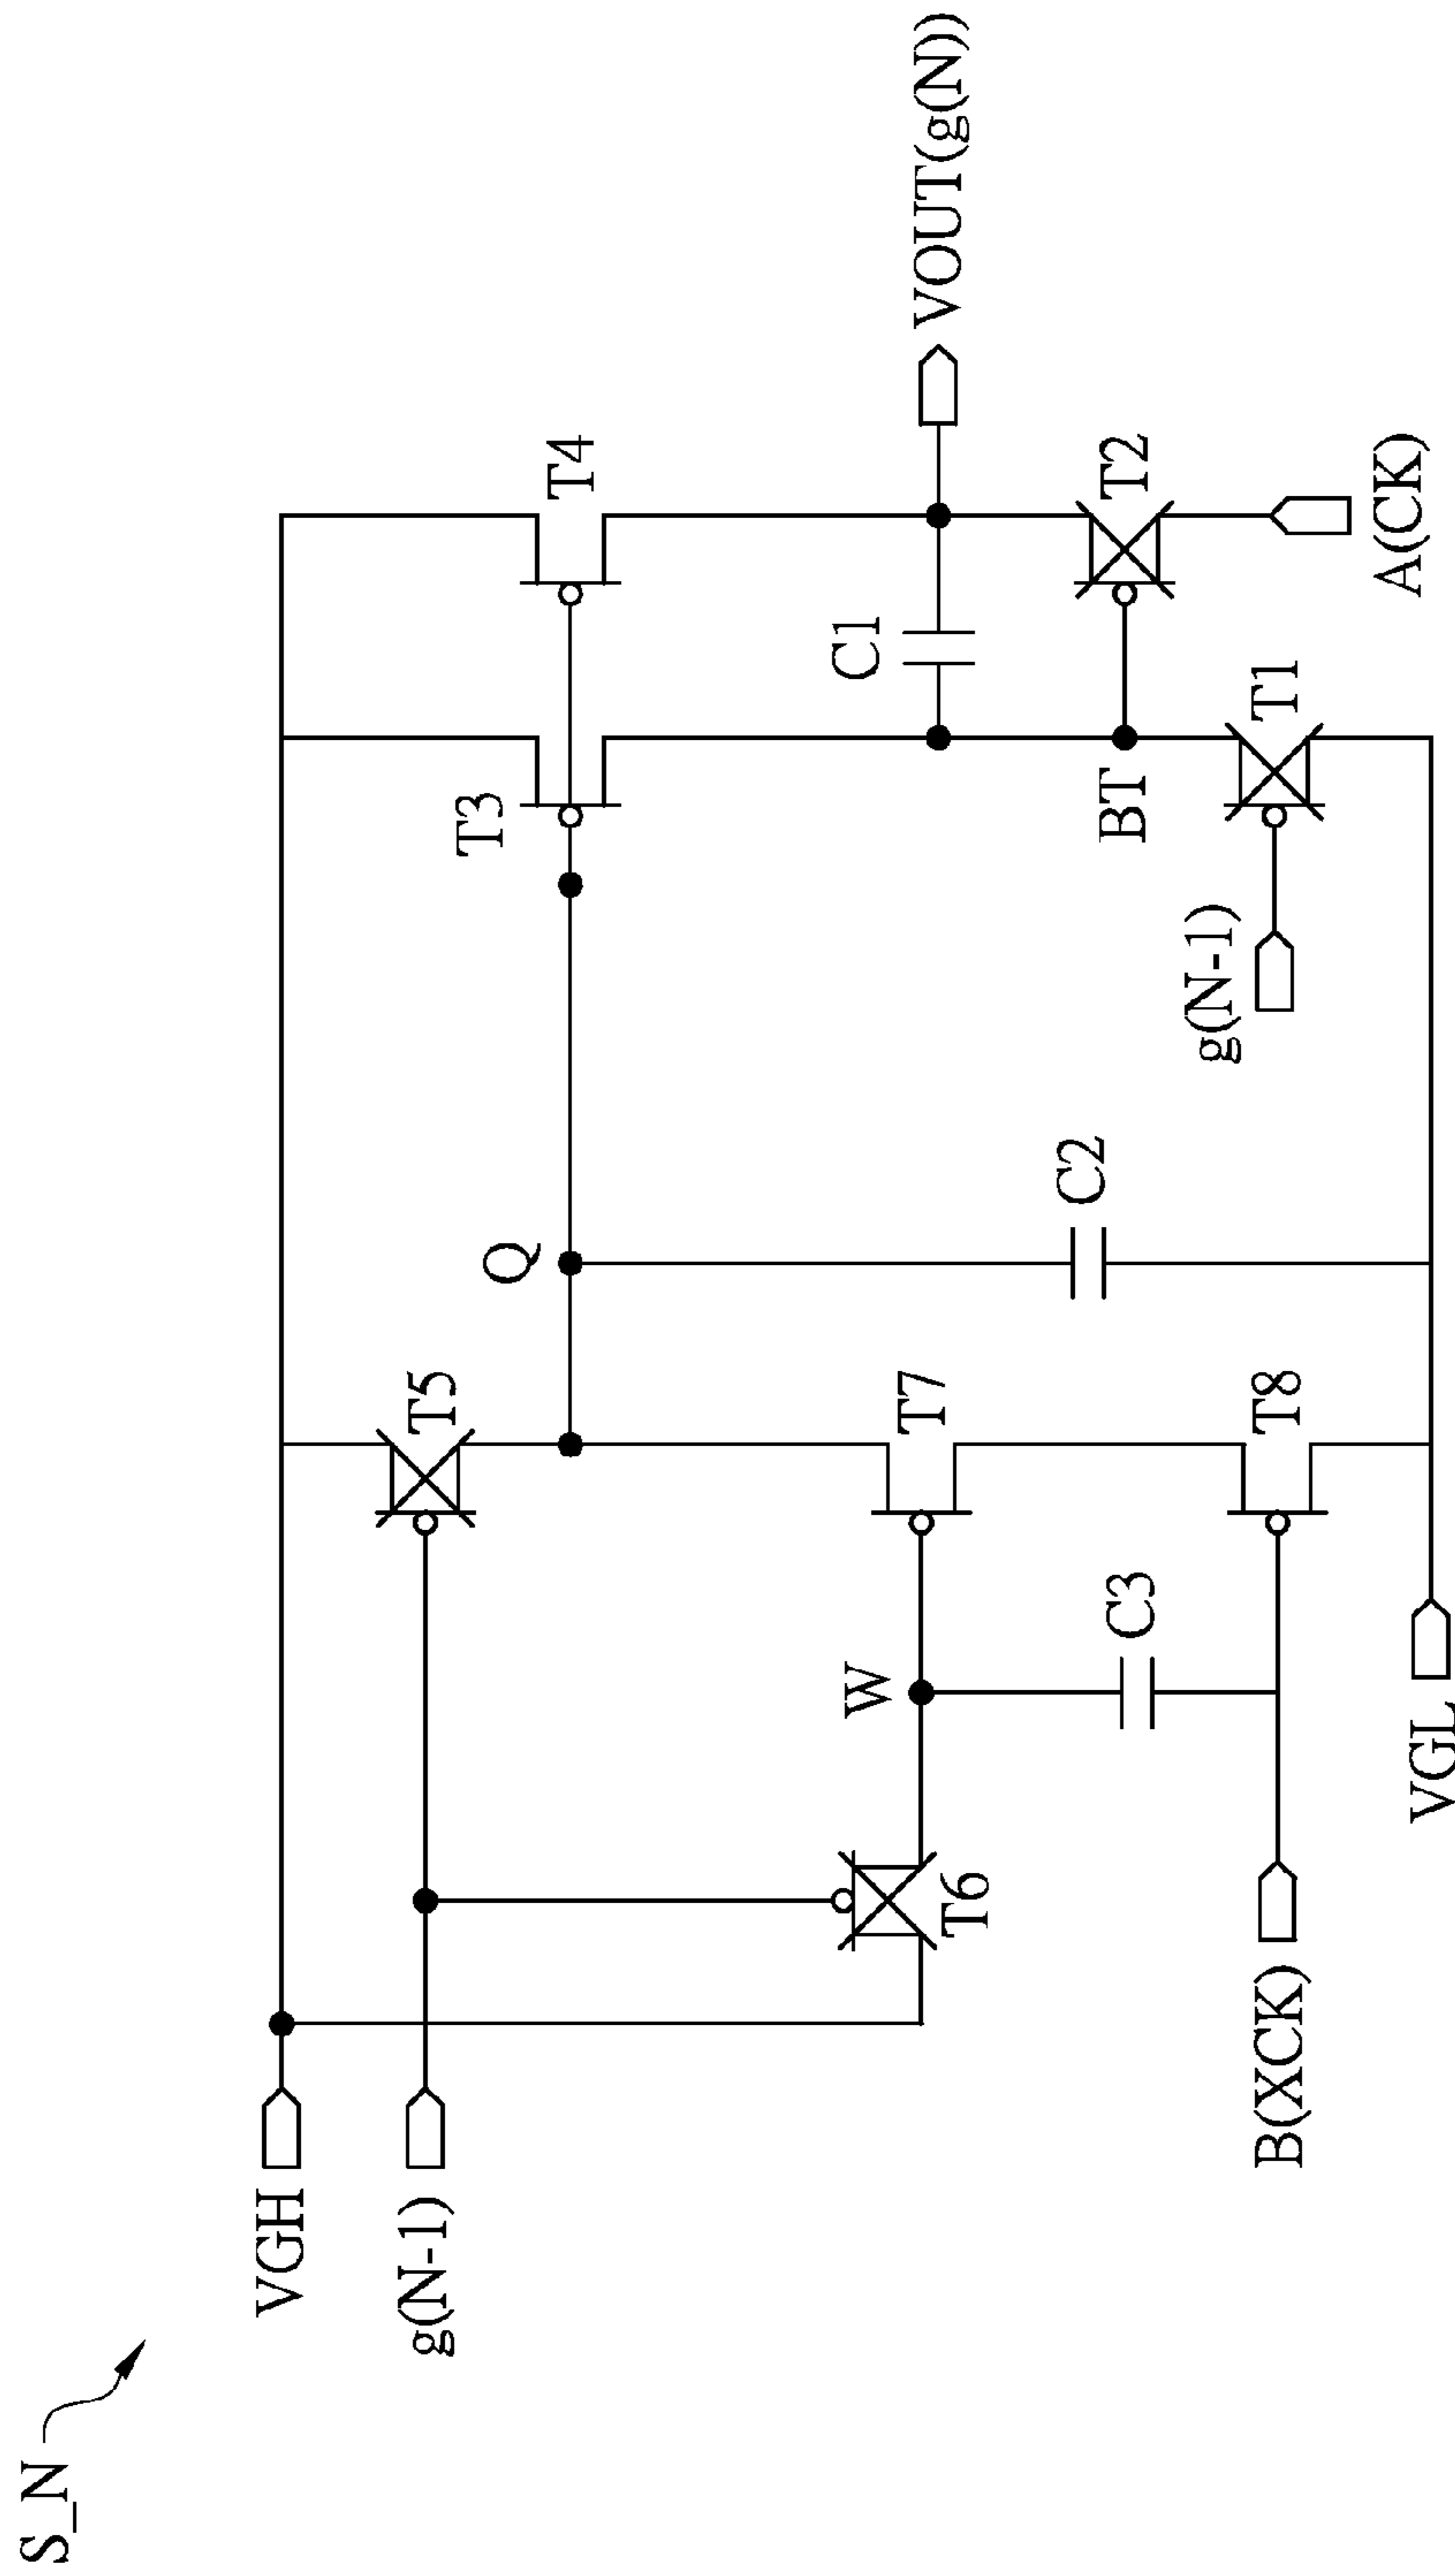 S_N
VGH
g(N-1)
T5
Q
T3
T4
W
T6
T7
C1
VOUT(g(N))
C3
C2
BT
T2
g(N-1)
T1
T8
B(XCK)
A(CK)
VGL